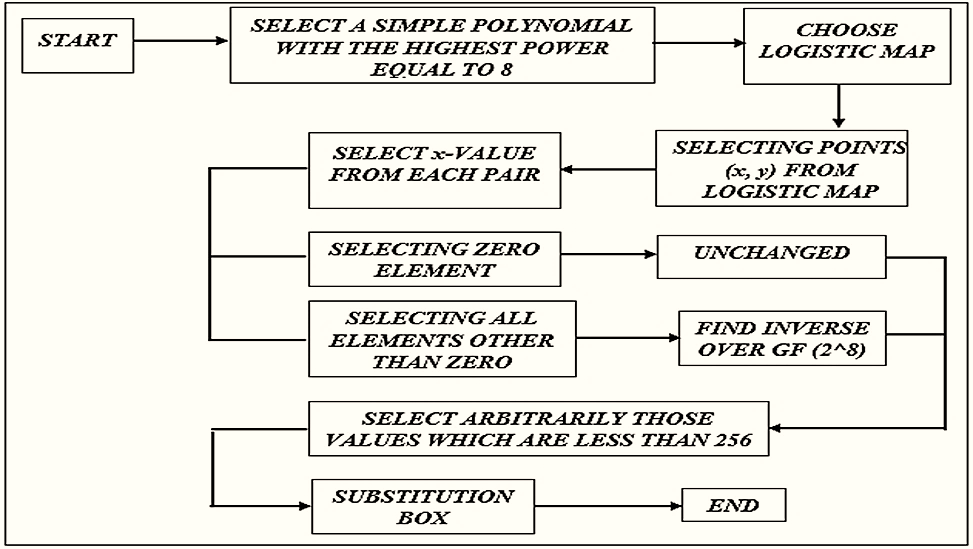 START
SELECT A SIMPLE POLYNOMIAL
WITH THE HIGHEST POWER
EQUAL TO 8
CHOOSE
LOGISTIC MAP
SELECTING POINTS
(x, y) FROM
LOGISTIC MAP
SELECT x-VALUE
FROM EACH PAIR
SELECTING ZERO
ELEMENT
UNCHANGED
SELECTING ALL
ELEMENTS OTHER
THAN ZERO
FIND INVERSE
OVER GF (2^8)
SELECT ARBITRARILY THOSE
VALUES WHICH ARE LESS THAN 256
SUBSTITUTION
BOX
END